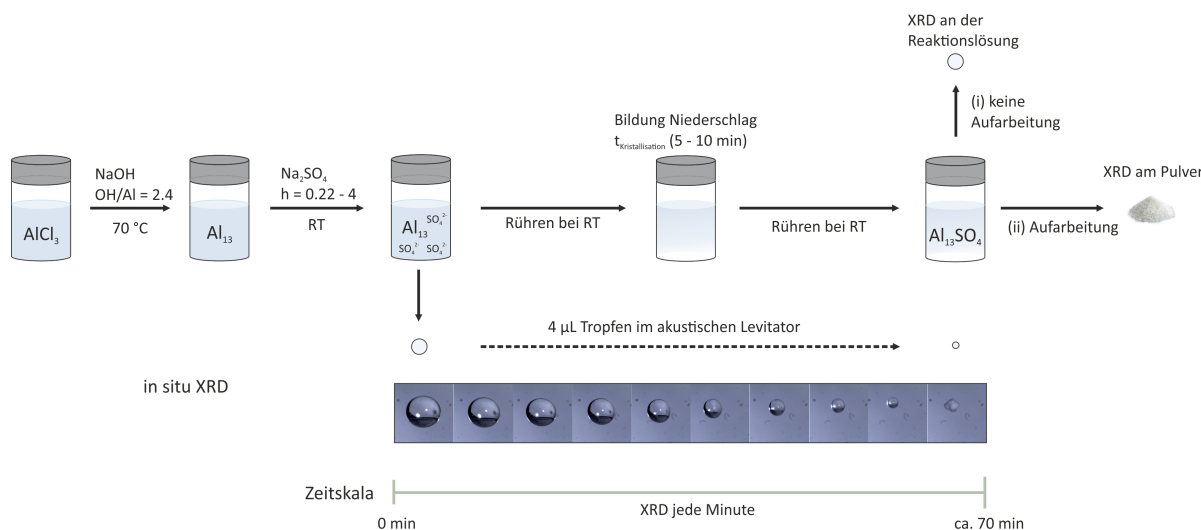 XRD an der
Reaktionslösung
(i) keine
Aufarbeitung
Bildung Niederschlag
t_Kristallisation (5 - 10 min)
NaOH
OH/Al = 2.4
70 °C
Na₂SO₄
h = 0.22 - 4
RT
XRD am Pulver
AlCl₃
Al₁₃
Al₁₃ SO₄²⁻
SO₄²⁻ SO₄²⁻
Rühren bei RT
Rühren bei RT
Al₁₃SO₄
(ii) Aufarbeitung
4 µL Tropfen im akustischen Levitator
in situ XRD
Zeitskala
XRD jede Minute
0 min
ca. 70 min